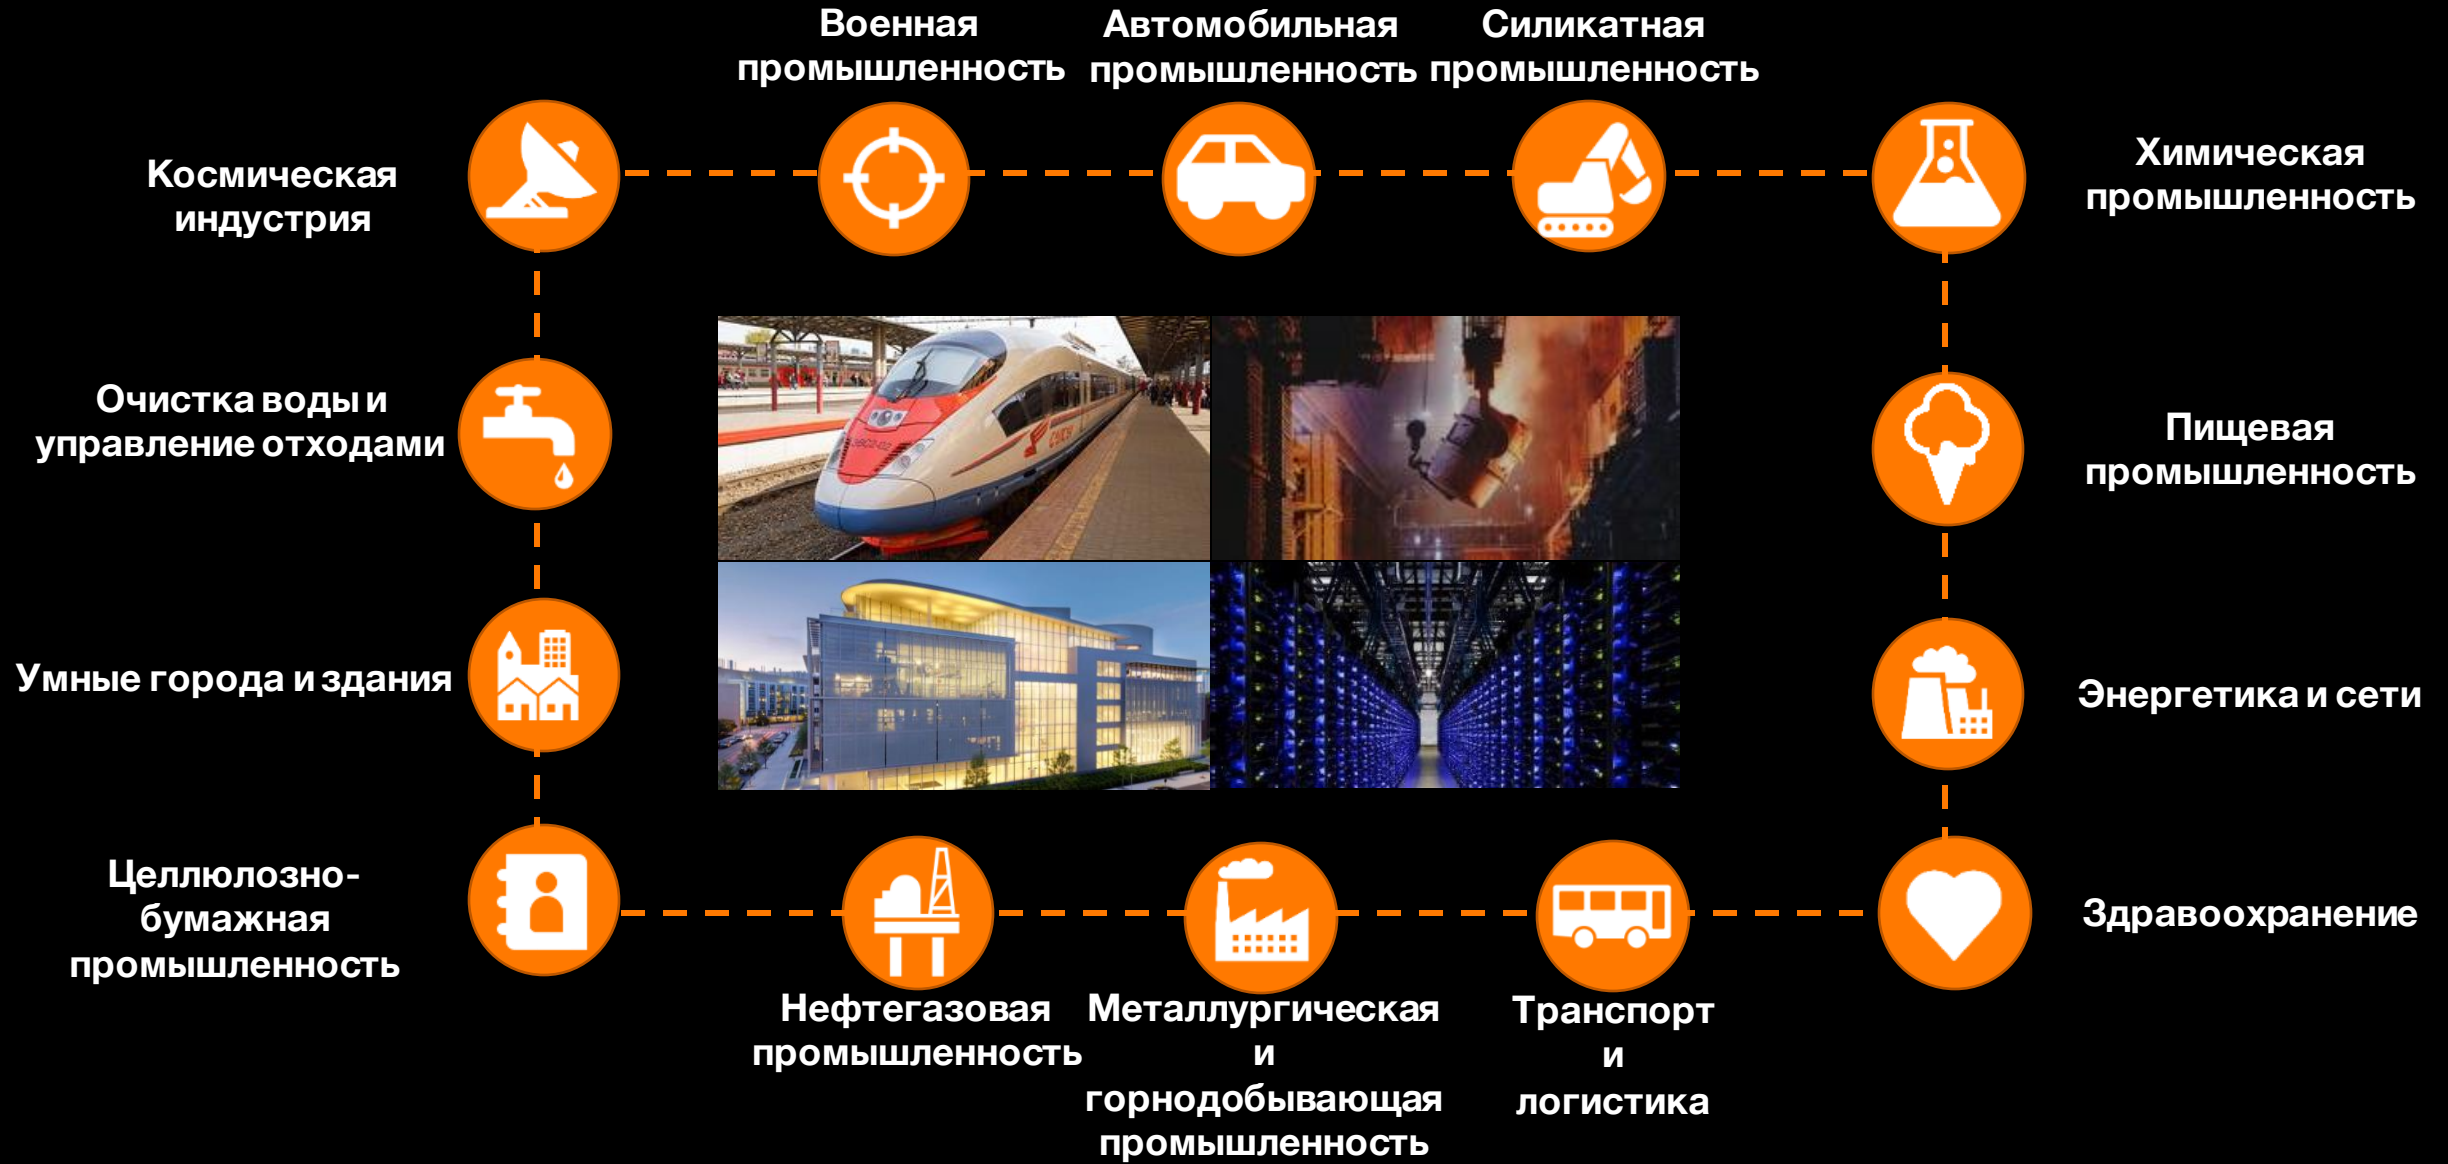 Военная
промышленность
Автомобильная
промышленность
Силикатная
промышленность
Космическая
индустрия
Химическая
промышленность
Очистка воды и
управление отходами
Пищевая
промышленность
Умные города и здания
Энергетика и сети
Целлюлозно-
бумажная
промышленность
Здравоохранение
Нефтегазовая
промышленность
Металлургическая
и
горнодобывающая
промышленность
Транспорт
и
логистика